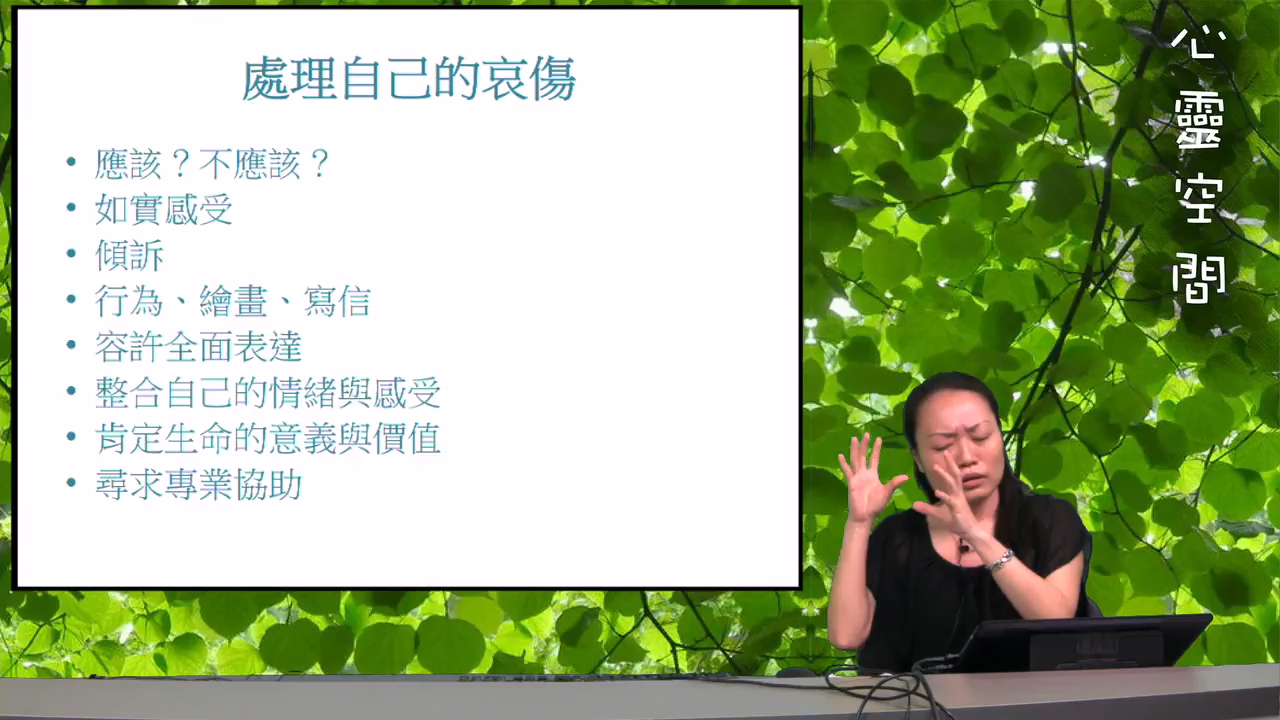 處理自己的哀傷
• 應該？不應該？
• 如實感受
• 傾訴
• 行為、繪畫、寫信
• 容許全面表達
• 整合自己的情緒與感受
• 肯定生命的意義與價值
• 尋求專業協助
心靈空間